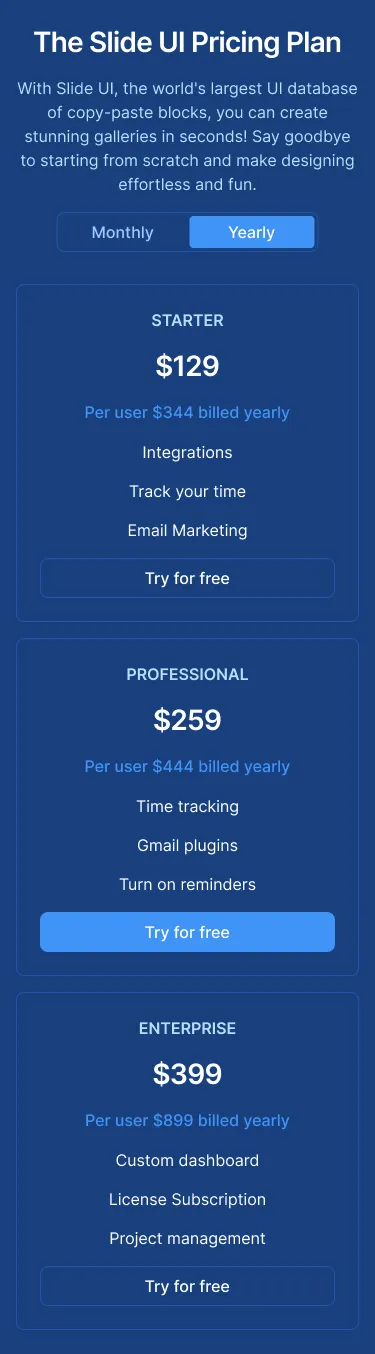 The Slide UI Pricing Plan
With Slide UI, the world's largest UI database
of copy-paste blocks, you can create
stunning galleries in seconds! Say goodbye
to starting from scratch and make designing
effortless and fun.
Monthly Yearly
STARTER
$129
Per user $344 billed yearly
Integrations
Track your time
Email Marketing
Try for free
PROFESSIONAL
$259
Per user $444 billed yearly
Time tracking
Gmail plugins
Turn on reminders
Try for free
ENTERPRISE
$399
Per user $899 billed yearly
Custom dashboard
License Subscription
Project management
Try for free